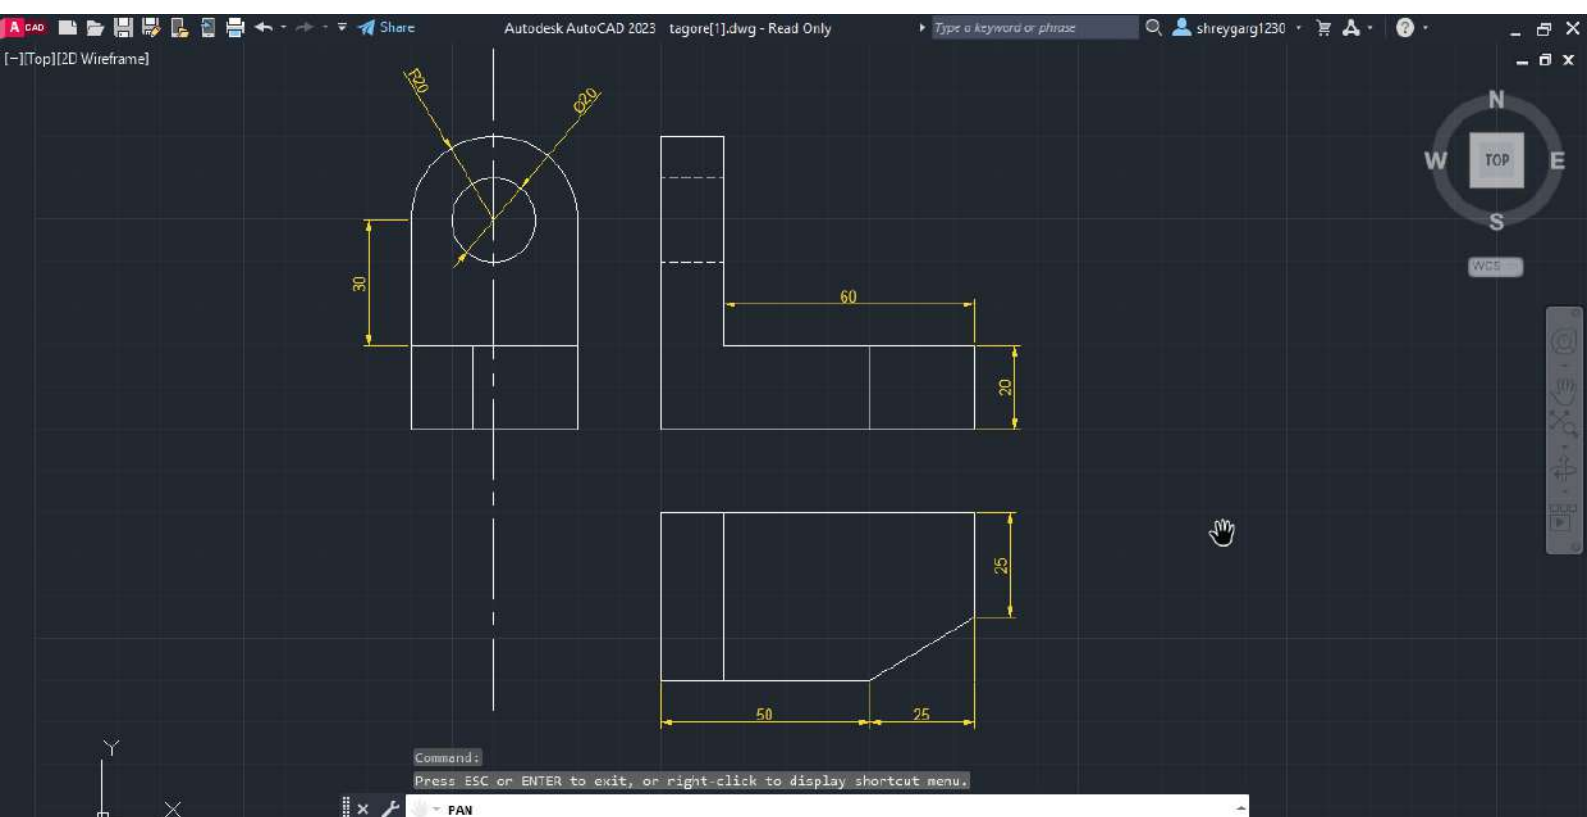 A CAD Share Autodesk AutoCAD 2023 tagore[1].dwg - Read Only Type a keyword or phrase shreygarg1230 ?
[−][Top][2D Wireframe]
R20
Ø20
N
W TOP E
S
WCS
30
60
20
25
50
25
Y
X
Command:
Press ESC or ENTER to exit, or right-click to display shortcut menu.
PAN